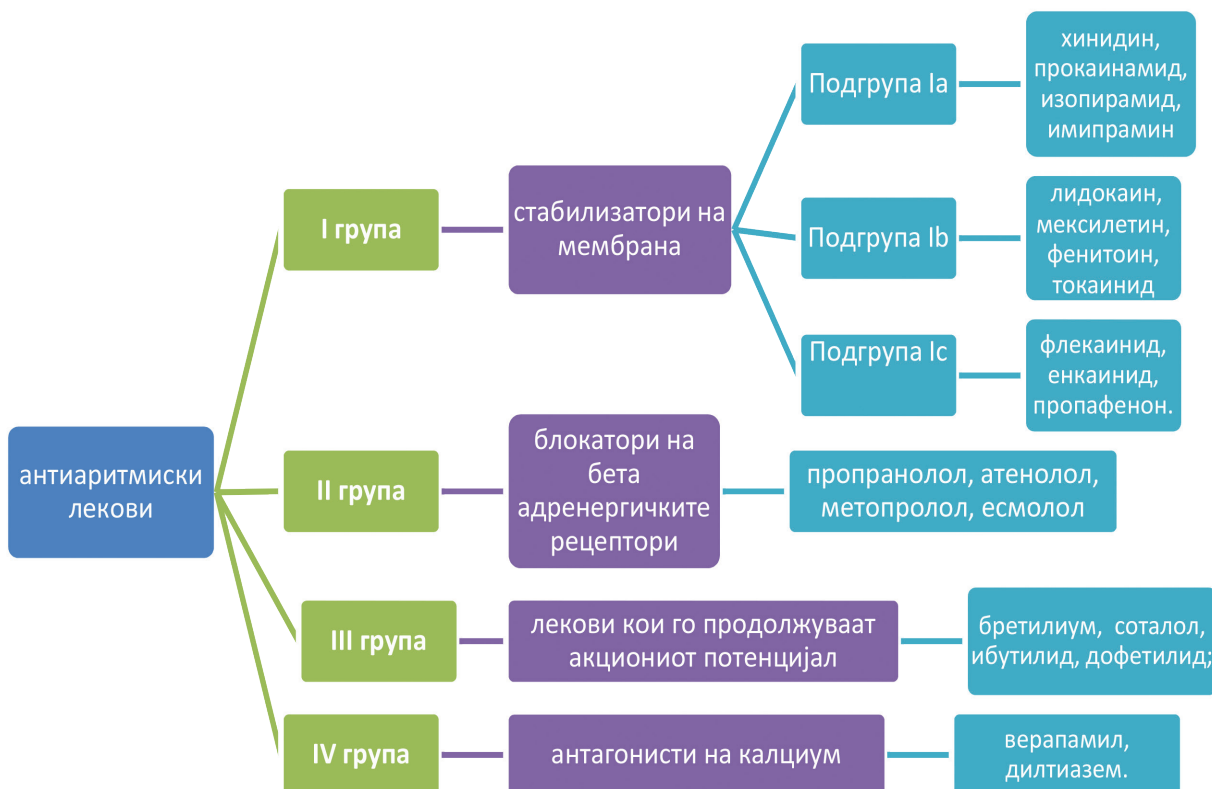 антиаритмиски
лекови
I група
стабилизатори на
мембрана
Подгрупа Ia
хинидин,
прокаинамид,
изопирамид,
имипрамин
Подгрупа Ib
лидокаин,
мексилетин,
фенитоин,
токаинид
Подгрупа Ic
флекаинид,
енкаинид,
пропафенон.
II група
блокатори на
бета
адренергичките
рецептори
пропранолол, атенолол,
метопролол, есмолол
III група
лекови кои го продолжуваат
акциониот потенцијал
бретилиум, соталол,
ибутилид, дофетилид;
IV група
антагонисти на калциум
верапамил,
дилтиазем.